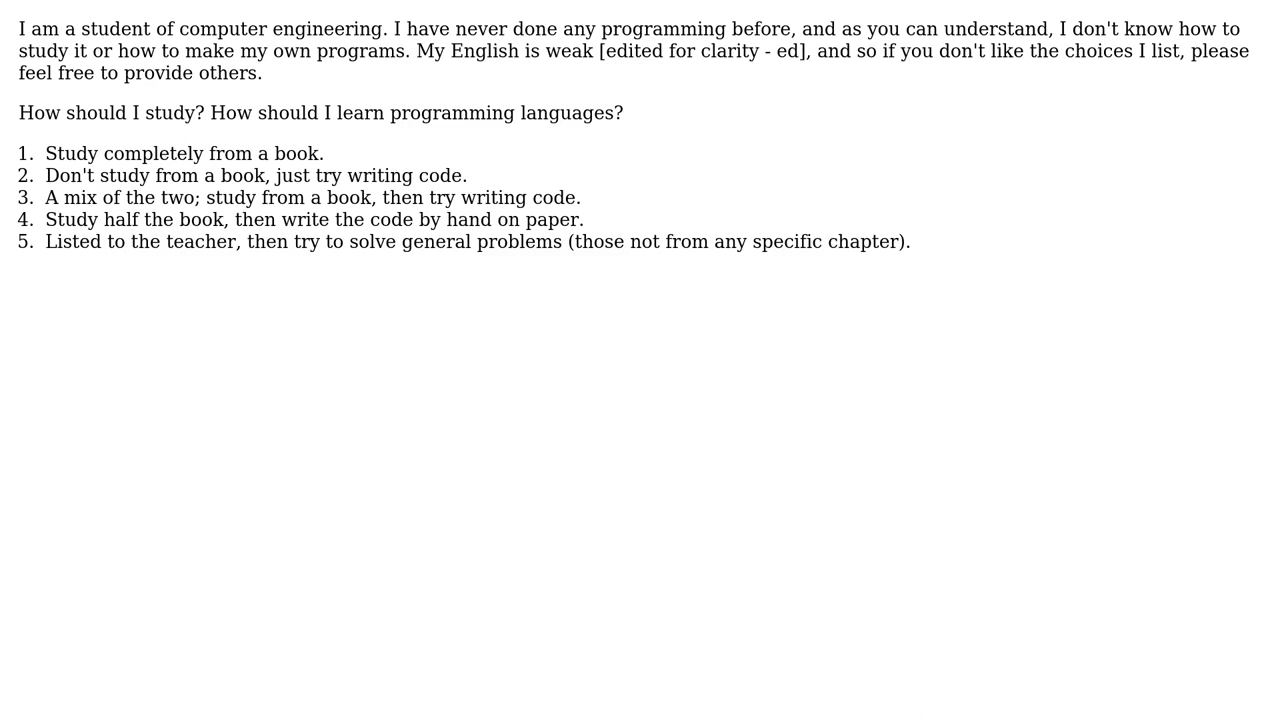 I am a student of computer engineering. I have never done any programming before, and as you can understand, I don't know how to
study it or how to make my own programs. My English is weak [edited for clarity - ed], and so if you don't like the choices I list, please
feel free to provide others.
How should I study? How should I learn programming languages?
1. Study completely from a book.
2. Don't study from a book, just try writing code.
3. A mix of the two; study from a book, then try writing code.
4. Study half the book, then write the code by hand on paper.
5. Listed to the teacher, then try to solve general problems (those not from any specific chapter).